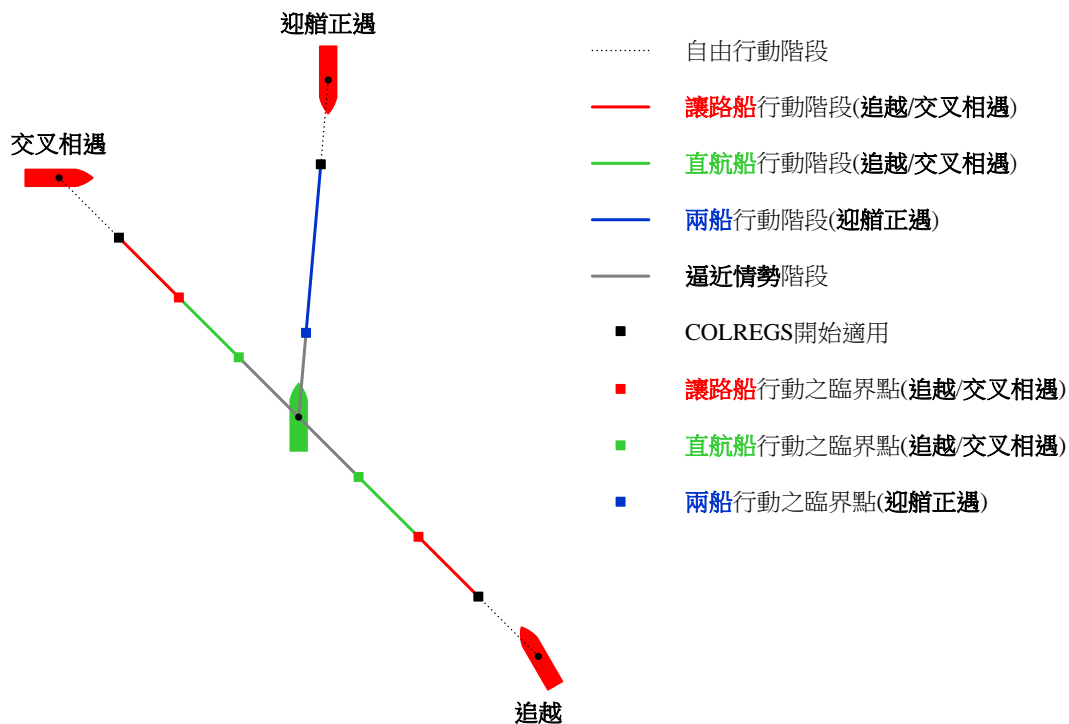 迎艏正遇
交叉相遇
追越
自由行動階段
讓路船行動階段(追越/交叉相遇)
直航船行動階段(追越/交叉相遇)
兩船行動階段(迎艏正遇)
逼近情勢階段
COLREGS開始適用
讓路船行動之臨界點(追越/交叉相遇)
直航船行動之臨界點(追越/交叉相遇)
兩船行動之臨界點(迎艏正遇)